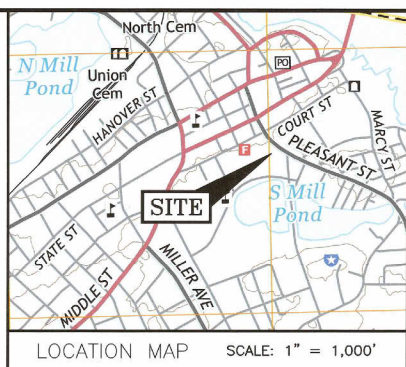 North Cem
N Mill
Pond
Union
Cem
HANOVER ST
PO
COURT ST
MARCY ST
PLEASANT ST
F
SITE
S Mill
Pond
STATE ST
MILLER AVE
MIDDLE ST
LOCATION MAP SCALE: 1" = 1,000'